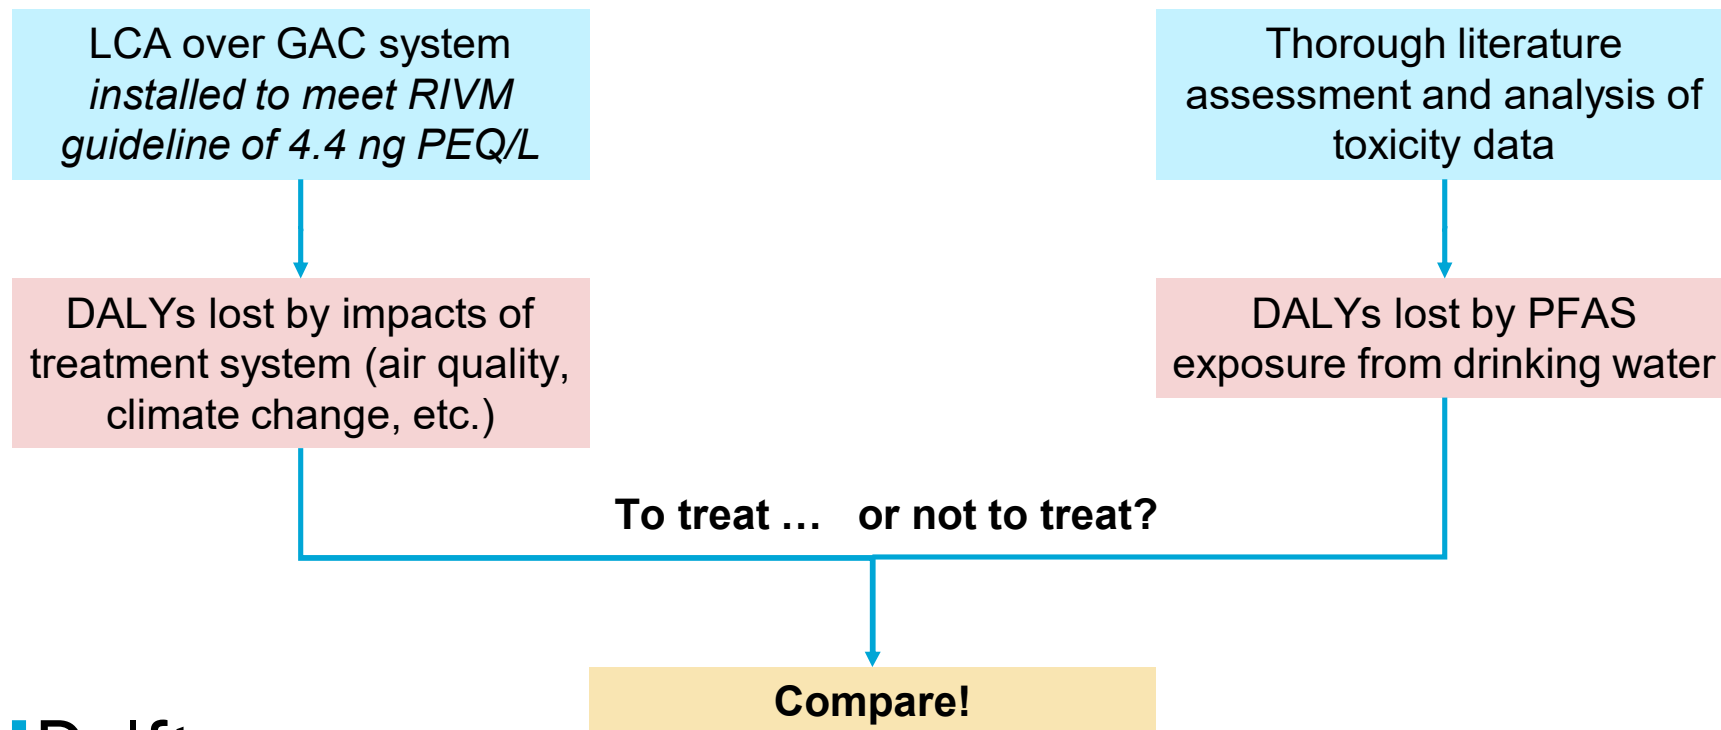 LCA over GAC system
installed to meet RIVM
guideline of 4.4 ng PEQ/L
Thorough literature
assessment and analysis of
toxicity data
DALYs lost by impacts of
treatment system (air quality,
climate change, etc.)
DALYs lost by PFAS
exposure from drinking water
To treat … or not to treat?
Compare!
Delft